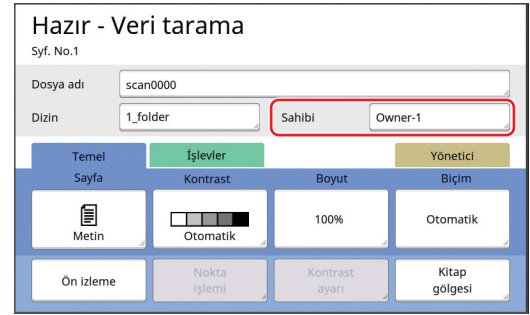 Hazır - Veri tarama
Syf. No.1
Dosya adı scan0000
Dizin 1_folder Sahibi Owner-1
Temel İşlevler Yönetici
Sayfa Kontrast Boyut Biçim
Metin Otomatik 100% Otomatik
Ön izleme Nokta işlemi Kontrast ayarı Kitap gölgesi